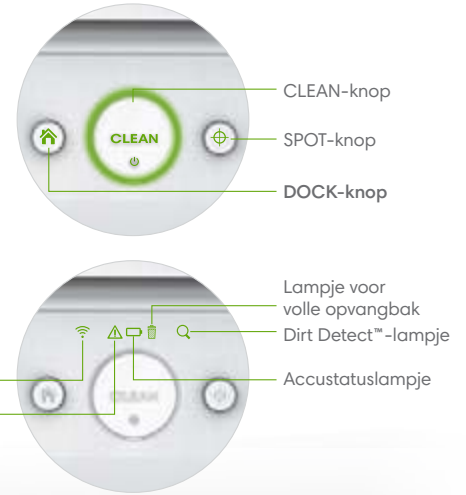 CLEAN-knop
CLEAN
SPOT-knop
DOCK-knop
Lampje voor
volle opvangbak
Dirt Detect™-lampje
Accustatuslampje
CLEAN